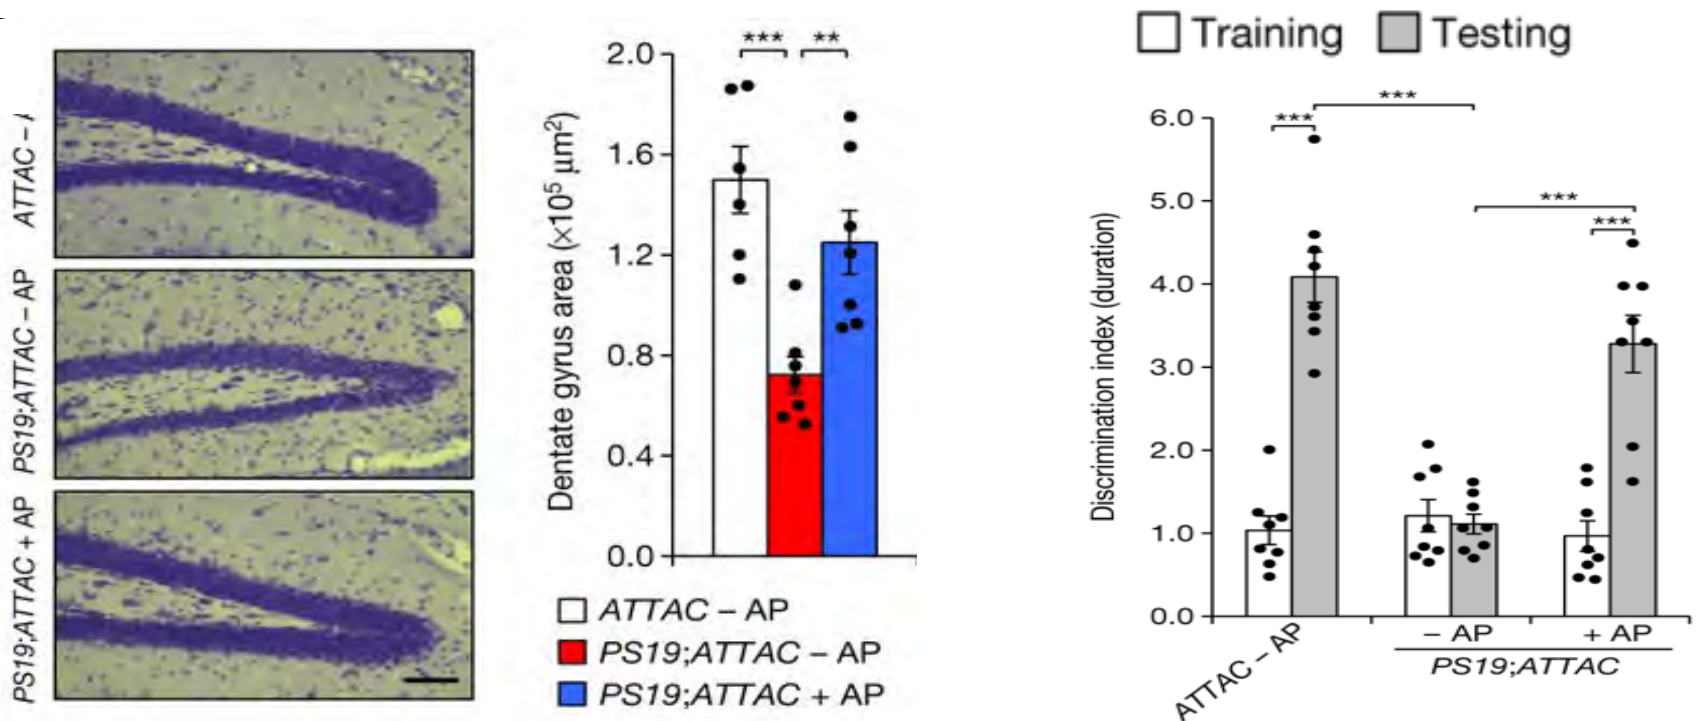 ATTAC –
PS19;ATTAC – AP
PS19;ATTAC + AP
Dentate gyrus area (×10⁵ µm²)
*** **
2.0
1.6
1.2
0.8
0.4
0.0
ATTAC – AP
PS19;ATTAC – AP
PS19;ATTAC + AP
Training Testing
Discrimination index (duration)
***
***
***
***
6.0
5.0
4.0
3.0
2.0
1.0
0.0
ATTAC – AP
– AP + AP
PS19;ATTAC